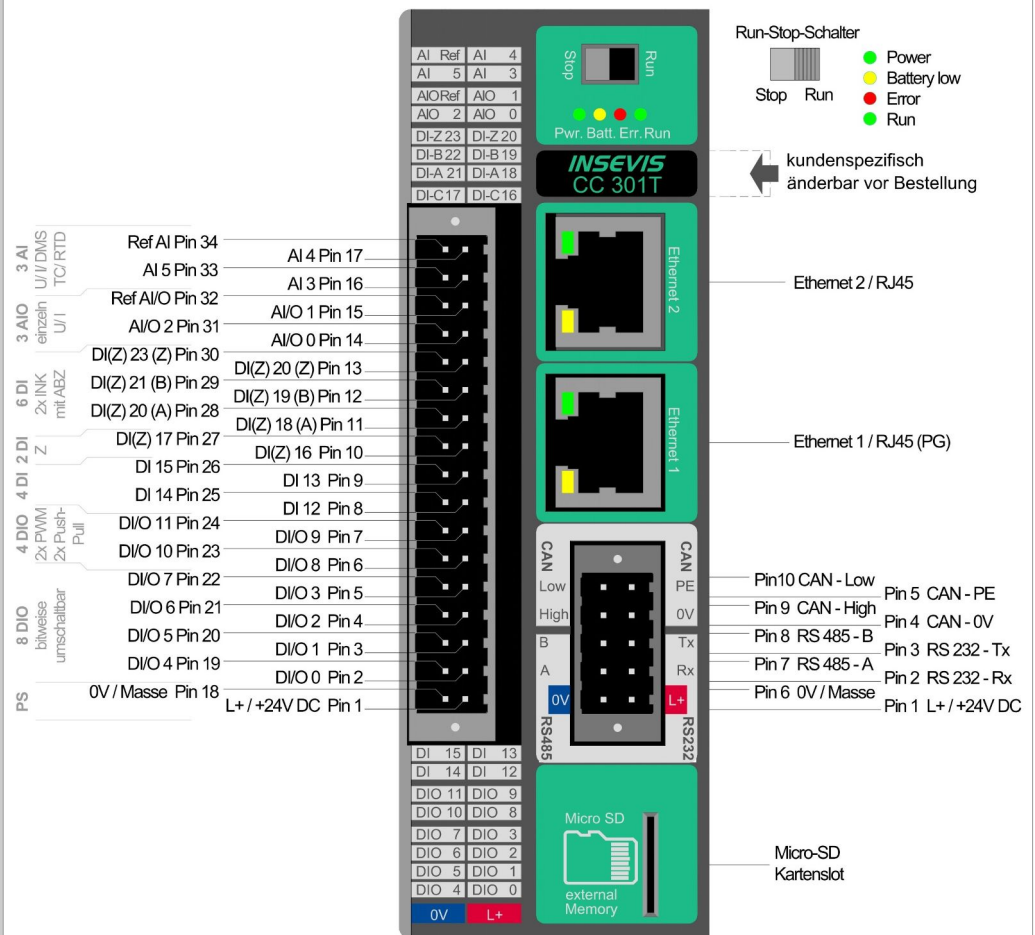 AI Ref AI 4
AI 5 AI 3
AIO Ref AIO 1
AIO 2 AIO 0
DI-Z 23 DI-Z 20
DI-B 22 DI-B 19
DI-A 21 DI-A 18
DI-C 17 DI-C 16
Stop
Run
Pwr. Batt. Err. Run
INSEVIS
CC 301T
Run-Stop-Schalter
Stop Run
Power
Battery low
Error
Run
kundenspezifisch
änderbar vor Bestellung
3 AI
U/ I/ DMS
TC/ RTD
3 AIO
einzeln
U/ I
6 DI
2x INK
mit ABZ
2 DI
Z
4 DI
4 DIO
2x PWM
2x Push-
Pull
8 DIO
bitweise
umschaltbar
PS
Ref AI Pin 34
AI 5 Pin 33
Ref AI/O Pin 32
AI/O 2 Pin 31
DI(Z) 23 (Z) Pin 30
DI(Z) 21 (B) Pin 29
DI(Z) 20 (A) Pin 28
DI(Z) 17 Pin 27
DI 15 Pin 26
DI 14 Pin 25
DI/O 11 Pin 24
DI/O 10 Pin 23
DI/O 7 Pin 22
DI/O 6 Pin 21
DI/O 5 Pin 20
DI/O 4 Pin 19
0V / Masse Pin 18
AI 4 Pin 17
AI 3 Pin 16
AI/O 1 Pin 15
AI/O 0 Pin 14
DI(Z) 20 (Z) Pin 13
DI(Z) 19 (B) Pin 12
DI(Z) 18 (A) Pin 11
DI(Z) 16 Pin 10
DI 13 Pin 9
DI 12 Pin 8
DI/O 9 Pin 7
DI/O 8 Pin 6
DI/O 3 Pin 5
DI/O 2 Pin 4
DI/O 1 Pin 3
DI/O 0 Pin 2
L+ / +24V DC Pin 1
Ethernet 2
Ethernet 2 / RJ45
Ethernet 1
Ethernet 1 / RJ45 (PG)
CAN
CAN
Low
PE
High
0V
B
Tx
A
Rx
0V
L+
RS485
RS232
Pin10 CAN - Low
Pin 5 CAN - PE
Pin 9 CAN - High
Pin 4 CAN - 0V
Pin 8 RS 485 - B
Pin 3 RS 232 - Tx
Pin 7 RS 485 - A
Pin 2 RS 232 - Rx
Pin 6 0V / Masse
Pin 1 L+ / +24V DC
DI 15 DI 13
DI 14 DI 12
DIO 11 DIO 9
DIO 10 DIO 8
DIO 7 DIO 3
DIO 6 DIO 2
DIO 5 DIO 1
DIO 4 DIO 0
0V L+
Micro SD
external
Memory
Micro-SD
Kartenslot